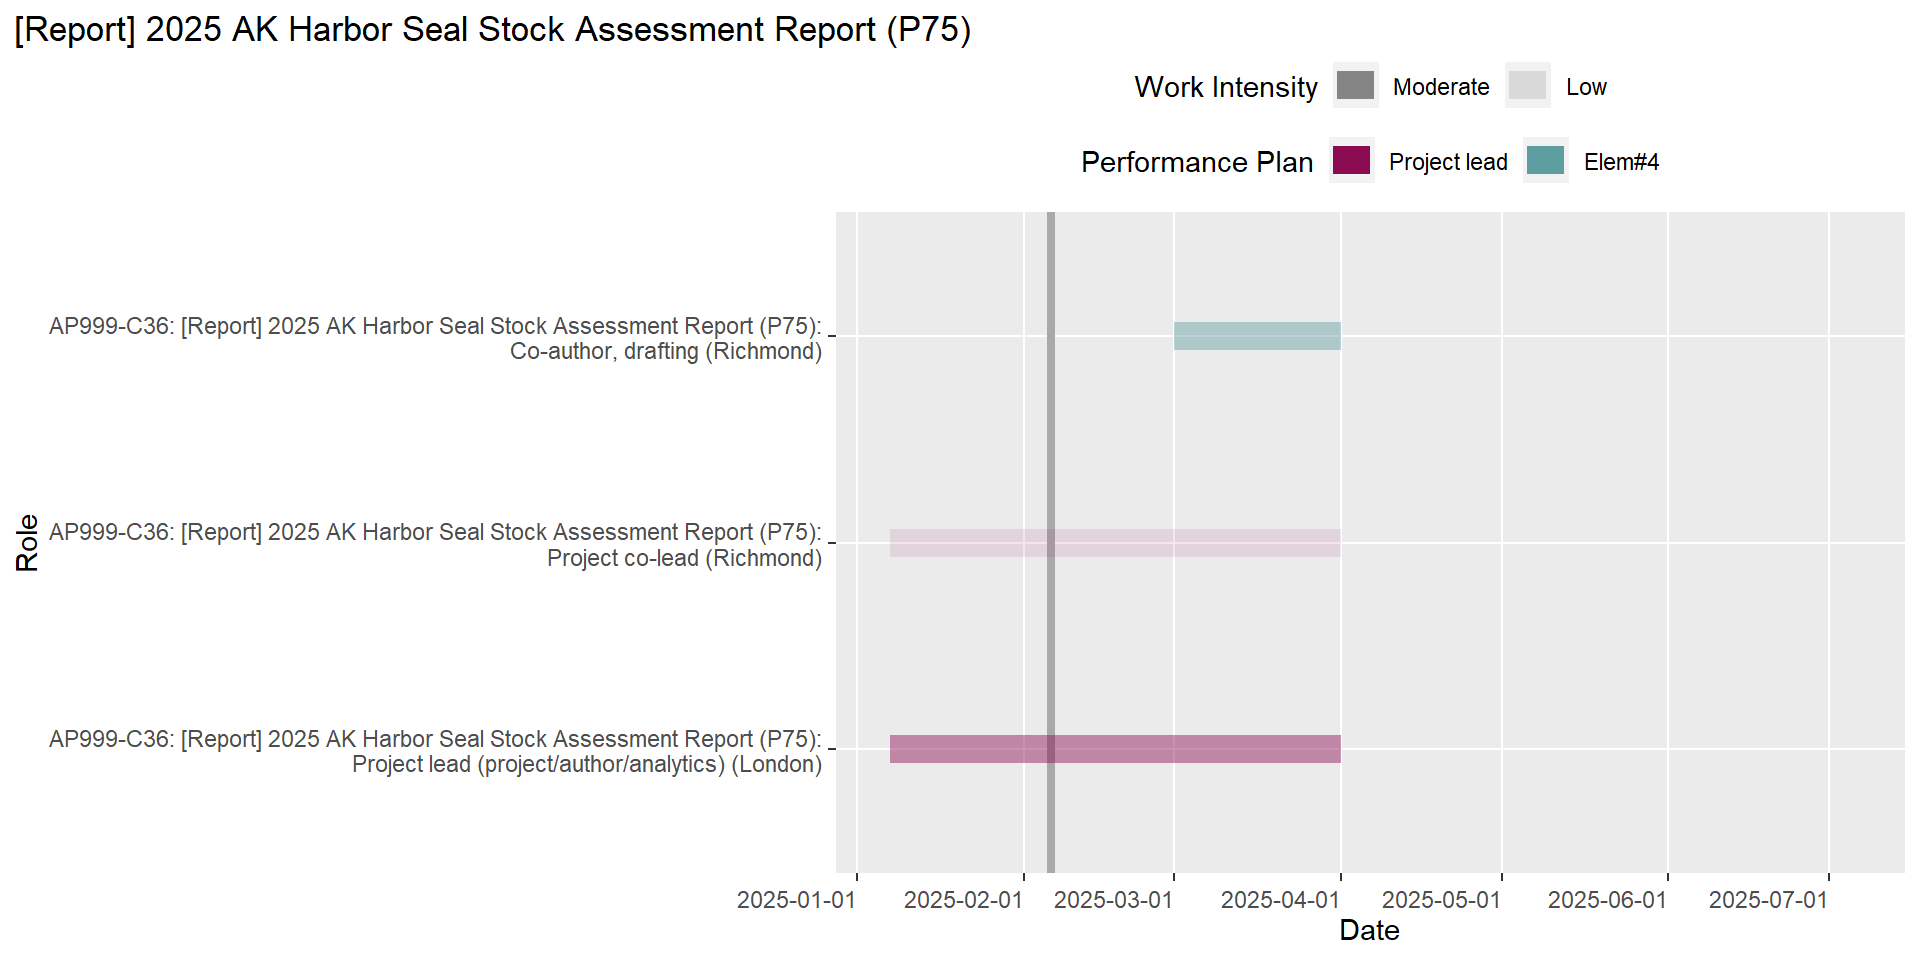 [Report] 2025 AK Harbor Seal Stock Assessment Report (P75)
Work Intensity Moderate Low
Performance Plan Project lead Elem#4
AP999-C36: [Report] 2025 AK Harbor Seal Stock Assessment Report (P75):
Co-author, drafting (Richmond)
Role
AP999-C36: [Report] 2025 AK Harbor Seal Stock Assessment Report (P75):
Project co-lead (Richmond)
AP999-C36: [Report] 2025 AK Harbor Seal Stock Assessment Report (P75):
Project lead (project/author/analytics) (London)
2025-01-01 2025-02-01 2025-03-01 2025-04-01 2025-05-01 2025-06-01 2025-07-01
Date